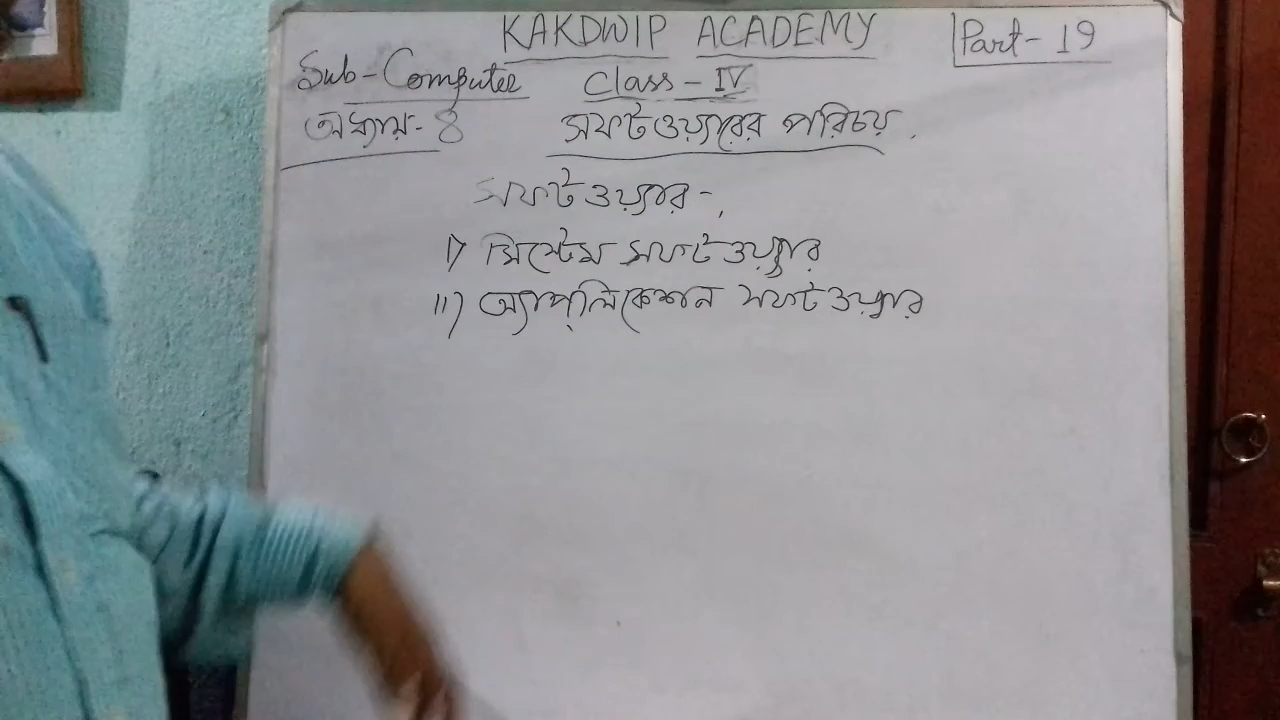 KAKDWIP ACADEMY
Part - 19
Sub - Computer Class - IV
অধ্যায় - 8 সফটওয়্যারের পরিচয়.
সফটওয়্যার -,
i) সিস্টেম সফটওয়্যার
ii) অ্যাপ্লিকেশন সফটওয়্যার